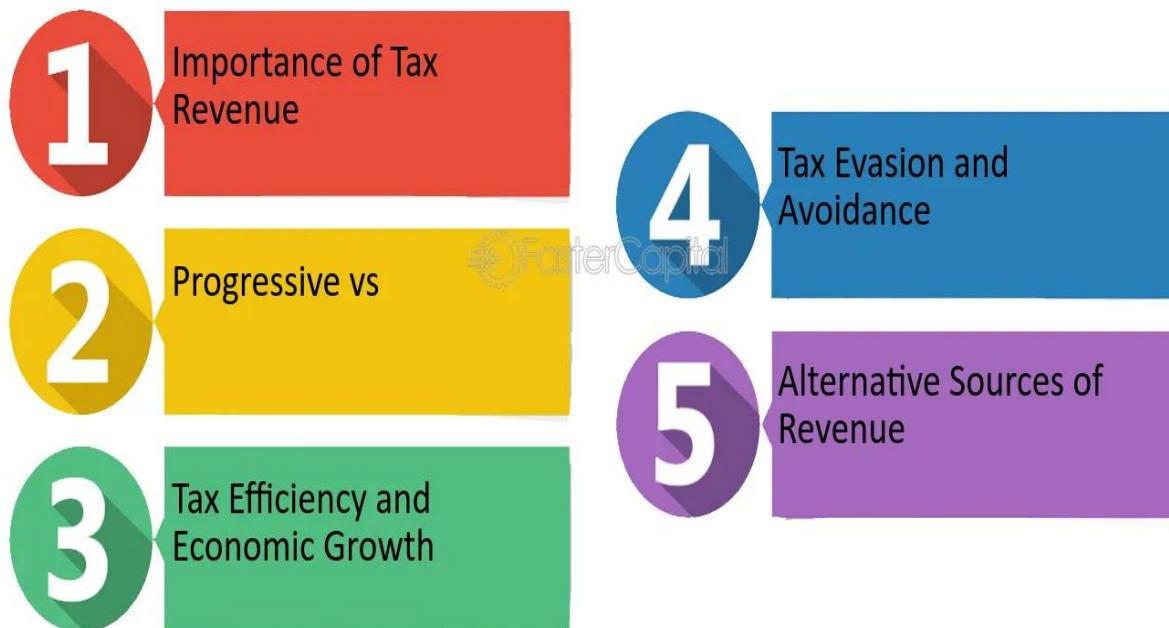 1
Importance of Tax
Revenue
2
Progressive vs
3
Tax Efficiency and
Economic Growth
4
Tax Evasion and
Avoidance
5
Alternative Sources of
Revenue
FasterCapital